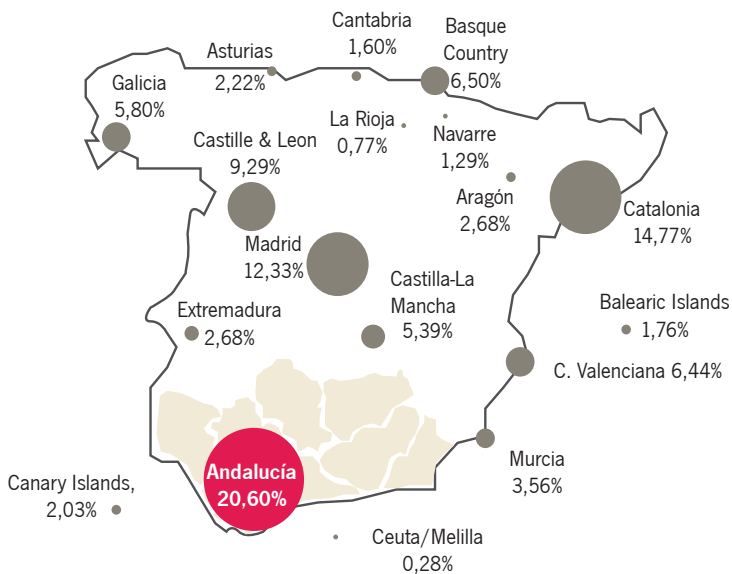 Cantabria
1,60%
Basque
Country
6,50%
Asturias
2,22%
Galicia
5,80%
La Rioja
0,77%
Navarre
1,29%
Castille & Leon
9,29%
Aragón
2,68%
Catalonia
14,77%
Madrid
12,33%
Castilla-La
Mancha
5,39%
Balearic Islands
1,76%
Extremadura
2,68%
C. Valenciana 6,44%
Andalucía
20,60%
Murcia
3,56%
Canary Islands,
2,03%
Ceuta/Melilla
0,28%